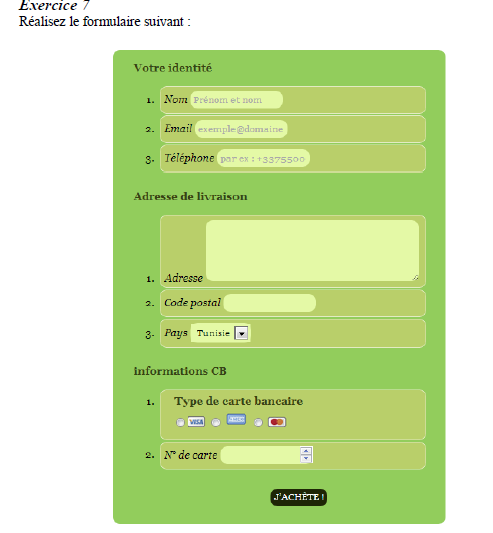 Exercice 7
Réalisez le formulaire suivant :
Votre identité
1. Nom Prénom et nom
2. Email exemple@domaine
3. Téléphone par ex : +3375500
Adresse de livraison
1. Adresse
2. Code postal
3. Pays Tunisie
informations CB
1. Type de carte bancaire
VISA
2. N° de carte
J'ACHÈTE !